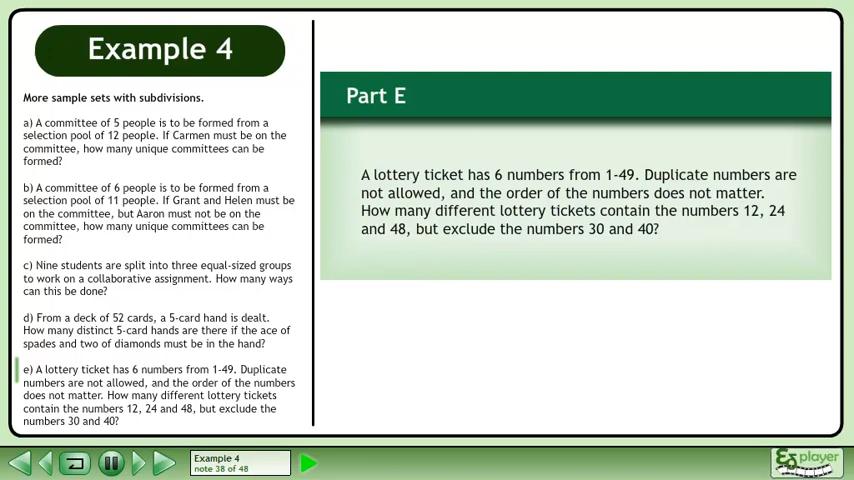 Example 4
More sample sets with subdivisions.
a) A committee of 5 people is to be formed from a
selection pool of 12 people. If Carmen must be on the
committee, how many unique committees can be
formed?
b) A committee of 6 people is to be formed from a
selection pool of 11 people. If Grant and Helen must be
on the committee, but Aaron must not be on the
committee, how many unique committees can be
formed?
c) Nine students are split into three equal-sized groups
to work on a collaborative assignment. How many ways
can this be done?
d) From a deck of 52 cards, a 5-card hand is dealt.
How many distinct 5-card hands are there if the ace of
spades and two of diamonds must be in the hand?
e) A lottery ticket has 6 numbers from 1-49. Duplicate
numbers are not allowed, and the order of the numbers
does not matter. How many different lottery tickets
contain the numbers 12, 24 and 48, but exclude the
numbers 30 and 40?
Part E
A lottery ticket has 6 numbers from 1-49. Duplicate numbers are
not allowed, and the order of the numbers does not matter.
How many different lottery tickets contain the numbers 12, 24
and 48, but exclude the numbers 30 and 40?
Example 4
note 38 of 48
player